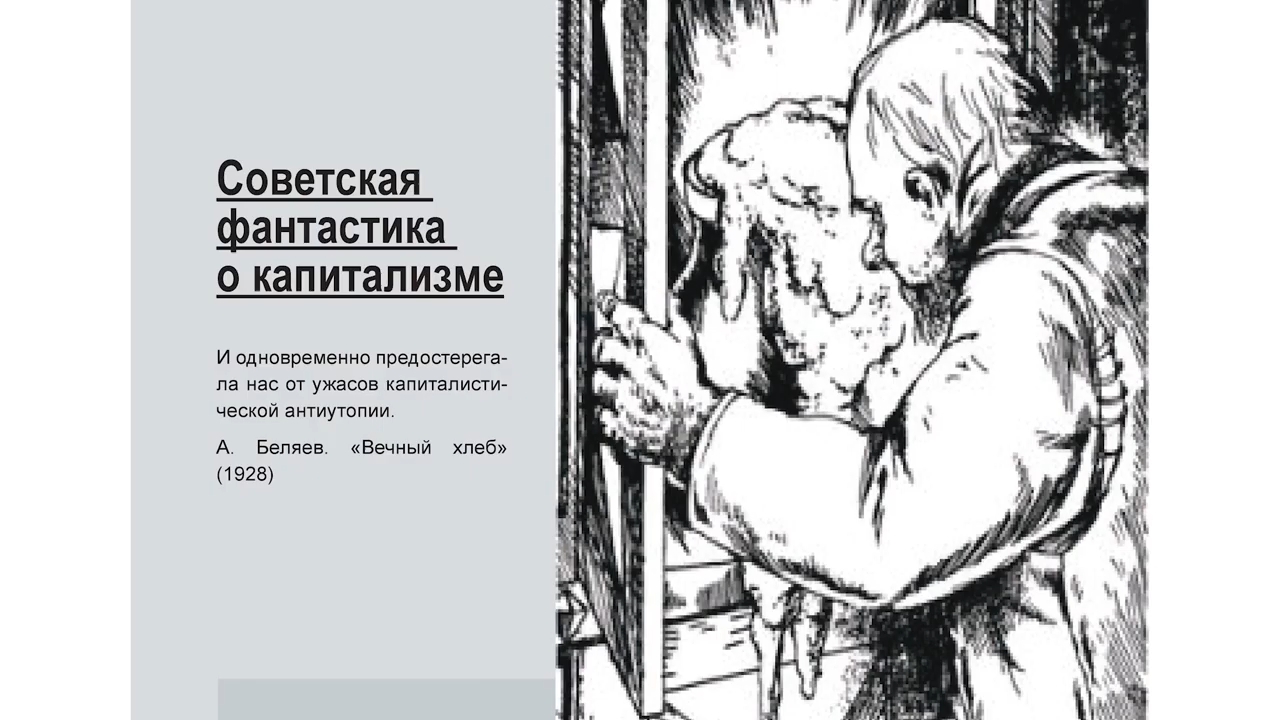 Советская
фантастика
о капитализме
И одновременно предостерега-
ла нас от ужасов капиталисти-
ческой антиутопии.
А. Беляев. «Вечный хлеб»
(1928)